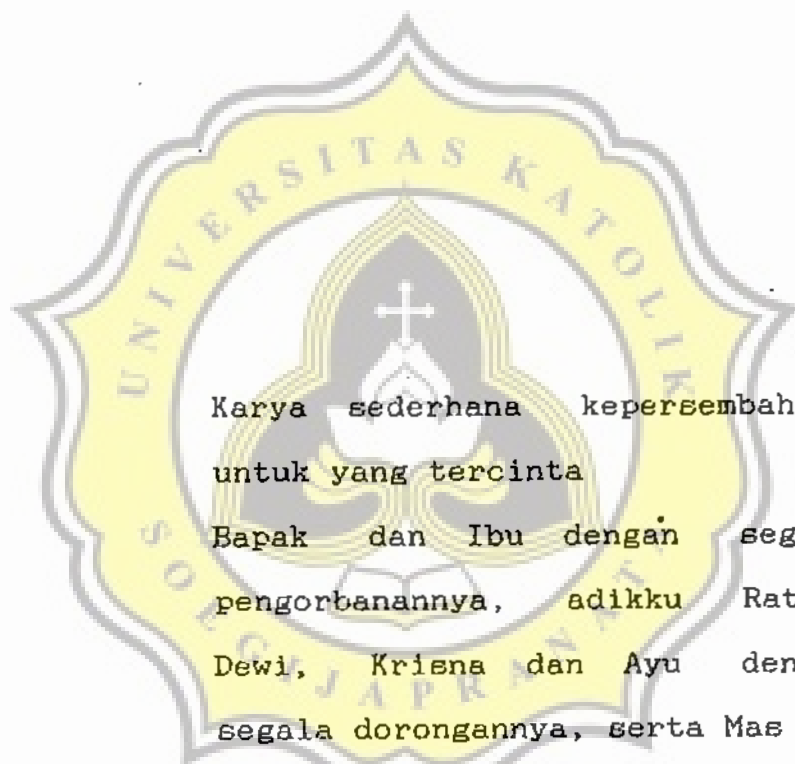 UNIVERSITAS KATOLIK
Karya sederhana kepersembah
untuk yang tercinta
Bapak dan Ibu dengan seg
pengorbanannya, adikku Rat
Dewi, Krisna dan Ayu den
segala dorongannya, serta Mas
SOEGIJAPRANATA